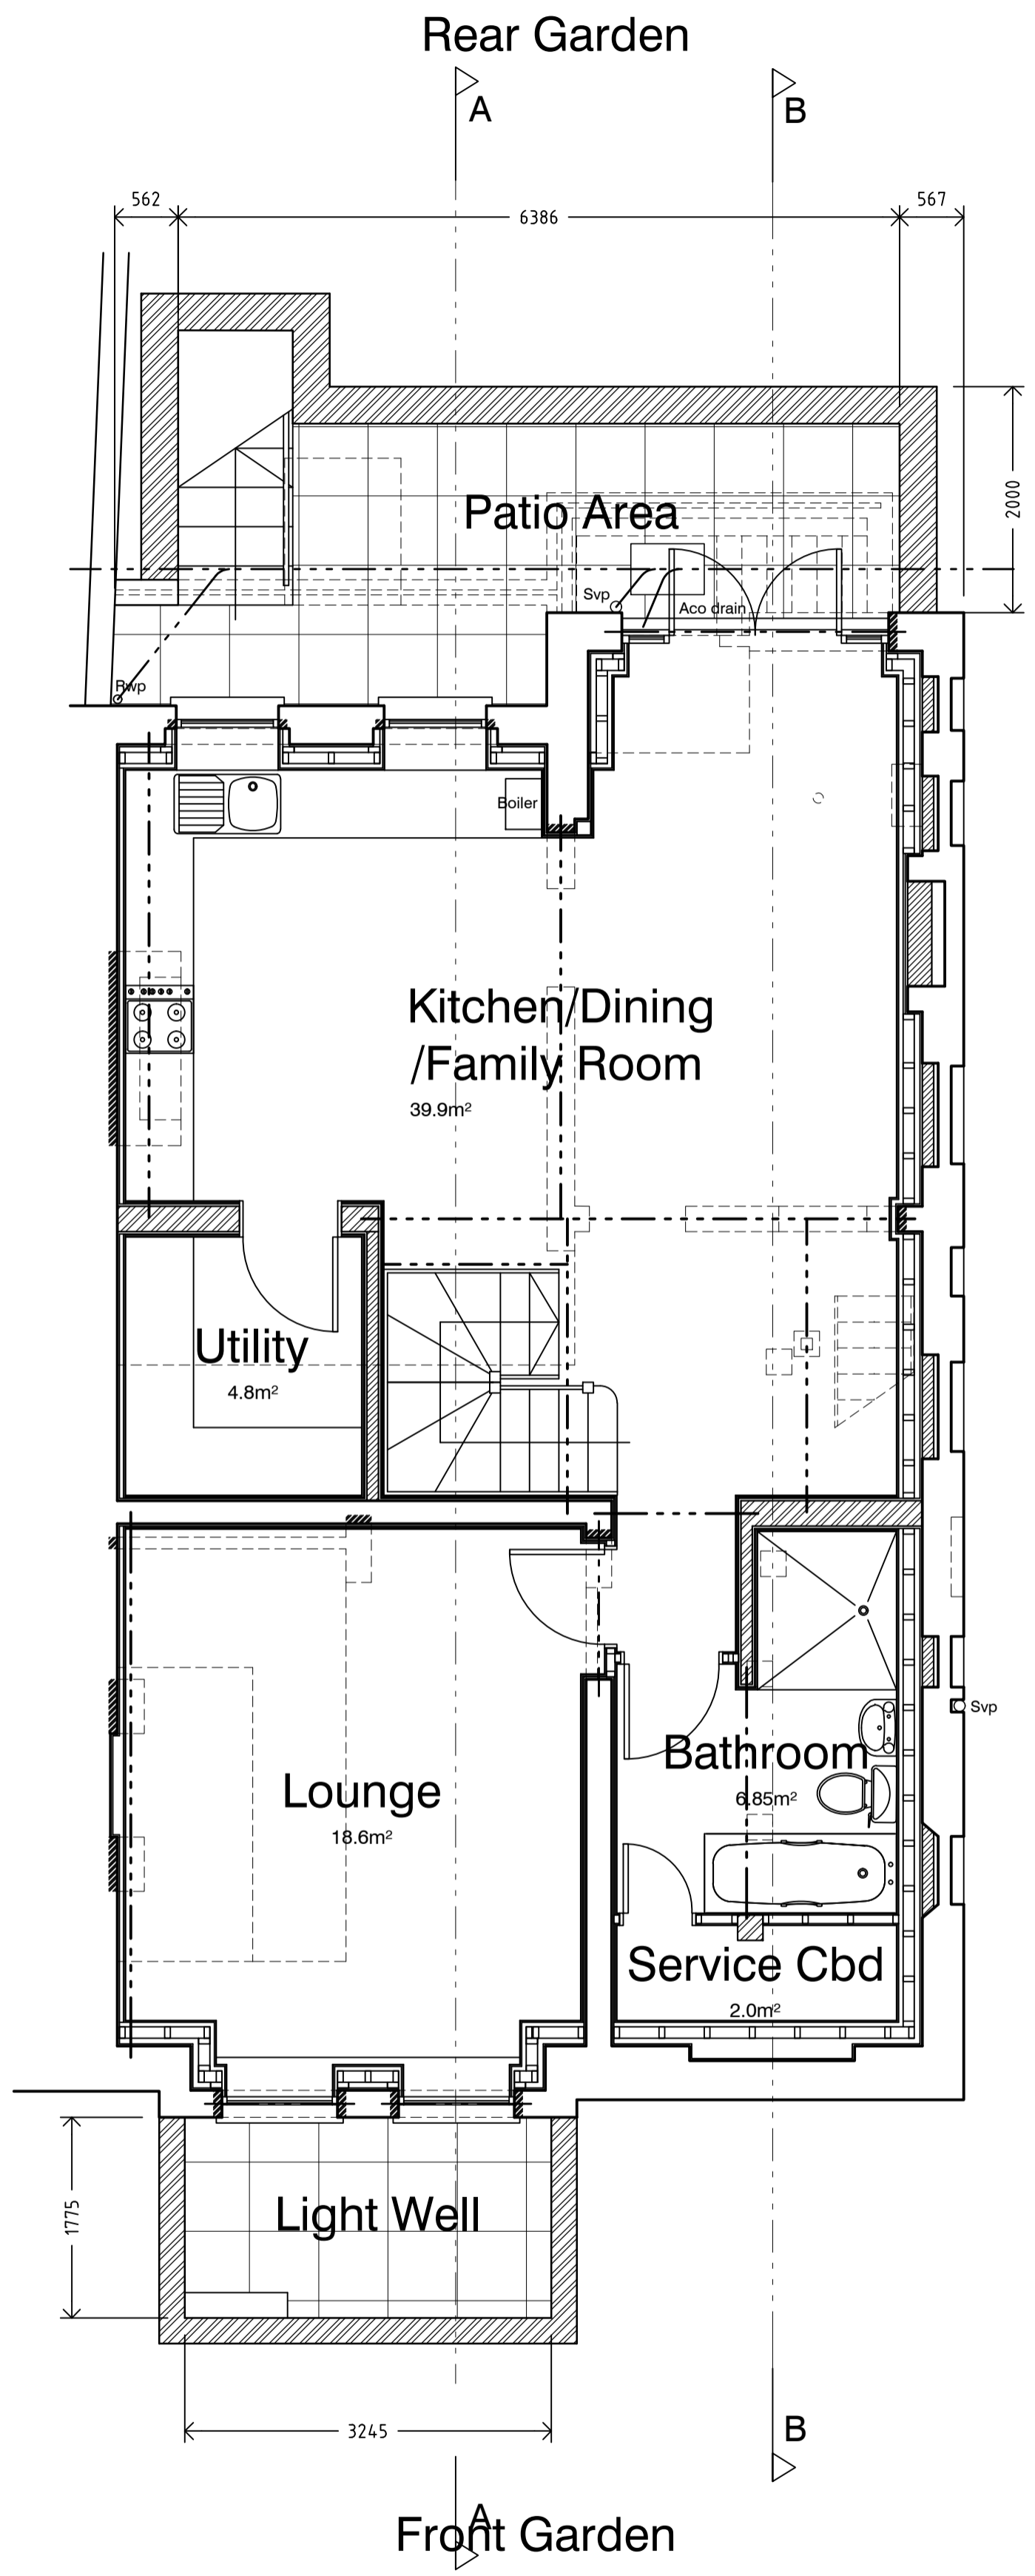 Rear Garden
A
B
562
6386
567
2000
Patio Area
Svp
Aco drain
Rwp
Boiler
Kitchen/Dining
/Family Room
39.9m²
Utility
4.8m²
Svp
Bathroom
6.85m²
Lounge
18.6m²
Service Cbd
2.0m²
1775
Light Well
3245
B
A
Front Garden